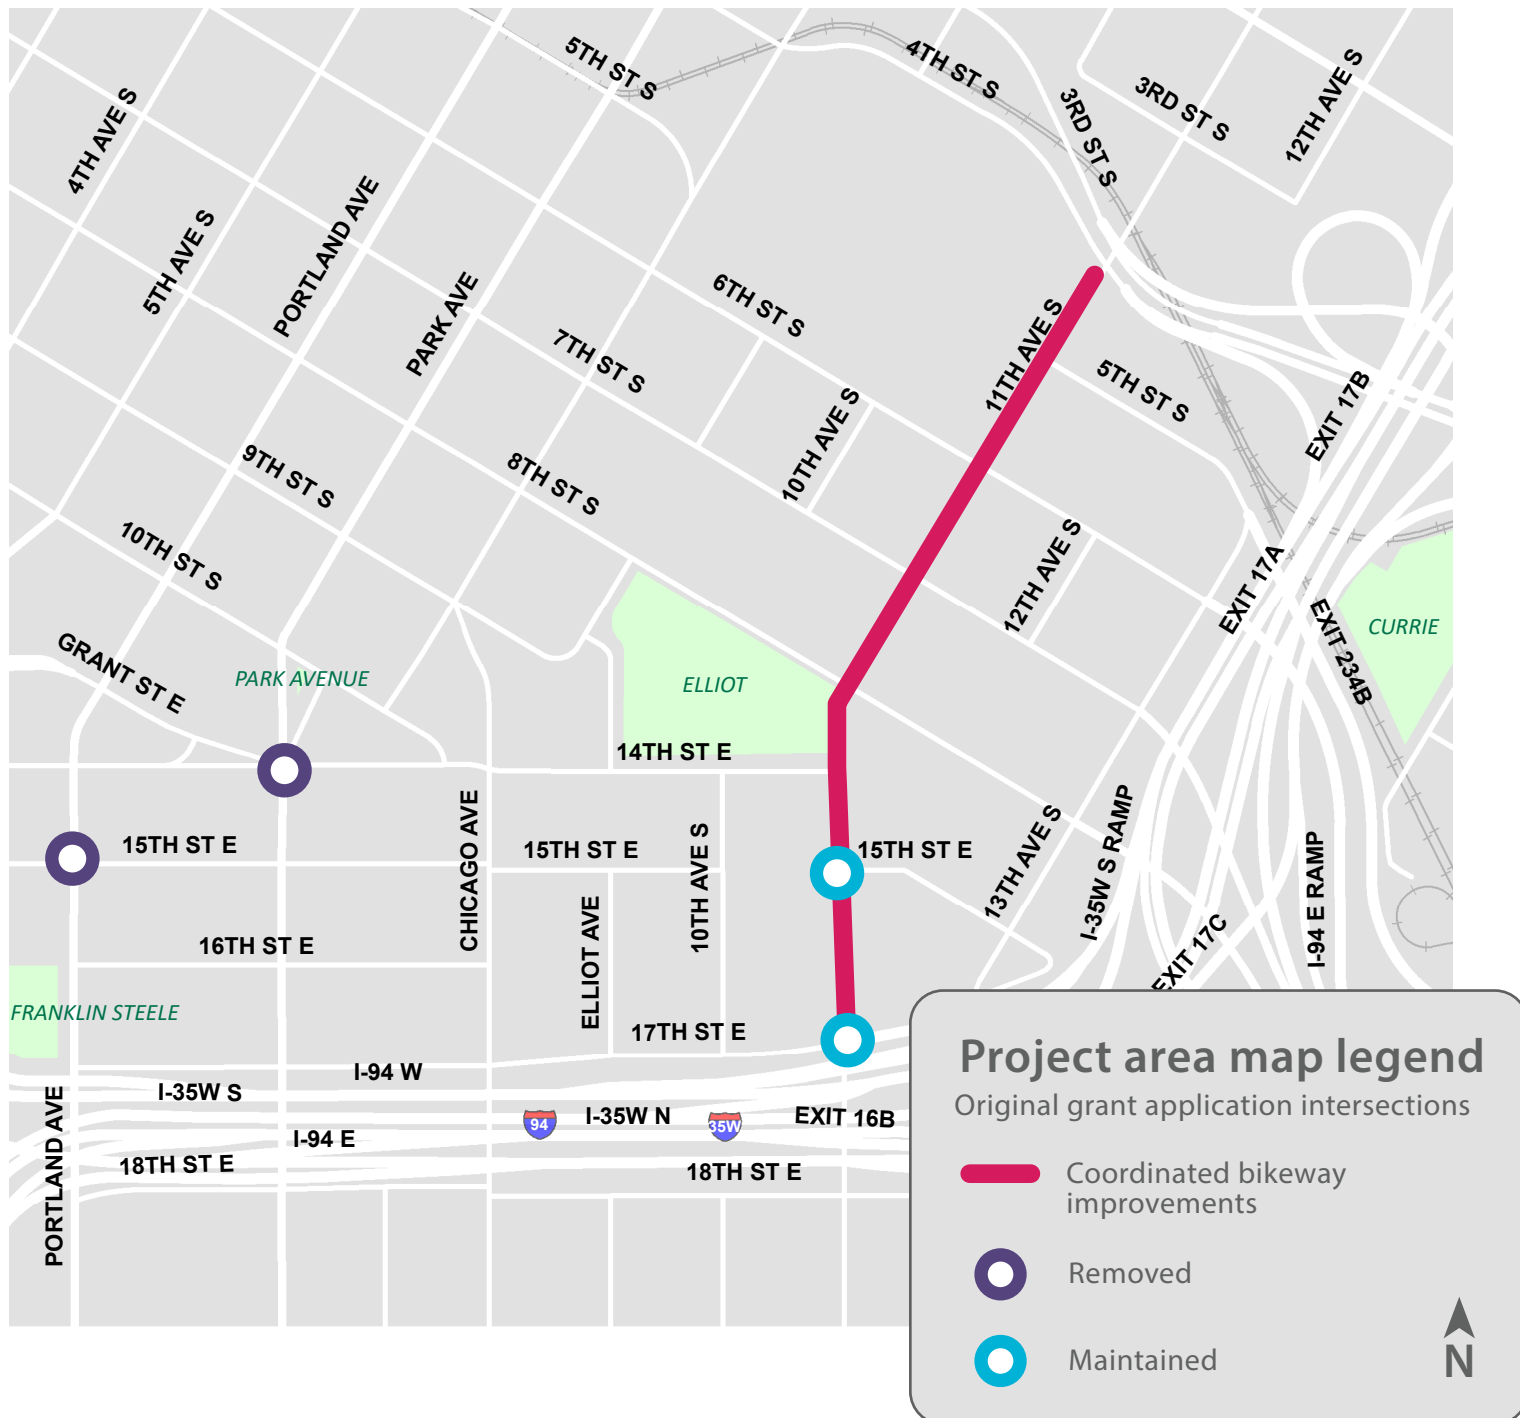 5TH ST S
4TH ST S
3RD ST S
3RD ST S
12TH AVE S
4TH AVE S
5TH AVE S
PORTLAND AVE
PARK AVE
6TH ST S
7TH ST S
11TH AVE S
5TH ST S
EXIT 17B
10TH AVE S
9TH ST S
8TH ST S
10TH ST S
12TH AVE S
EXIT 17A
EXIT 234B
CURRIE
GRANT ST E
PARK AVENUE
ELLIOT
14TH ST E
15TH ST E
CHICAGO AVE
15TH ST E
10TH AVE S
15TH ST E
13TH AVE S
I-35W S RAMP
I-94 E RAMP
EXIT 17C
16TH ST E
ELLIOT AVE
FRANKLIN STEELE
17TH ST E
I-94 W
I-35W S
PORTLAND AVE
94
I-35W N
35W
EXIT 16B
I-94 E
18TH ST E
18TH ST E
Project area map legend
Original grant application intersections
Coordinated bikeway
improvements
Removed
Maintained
N